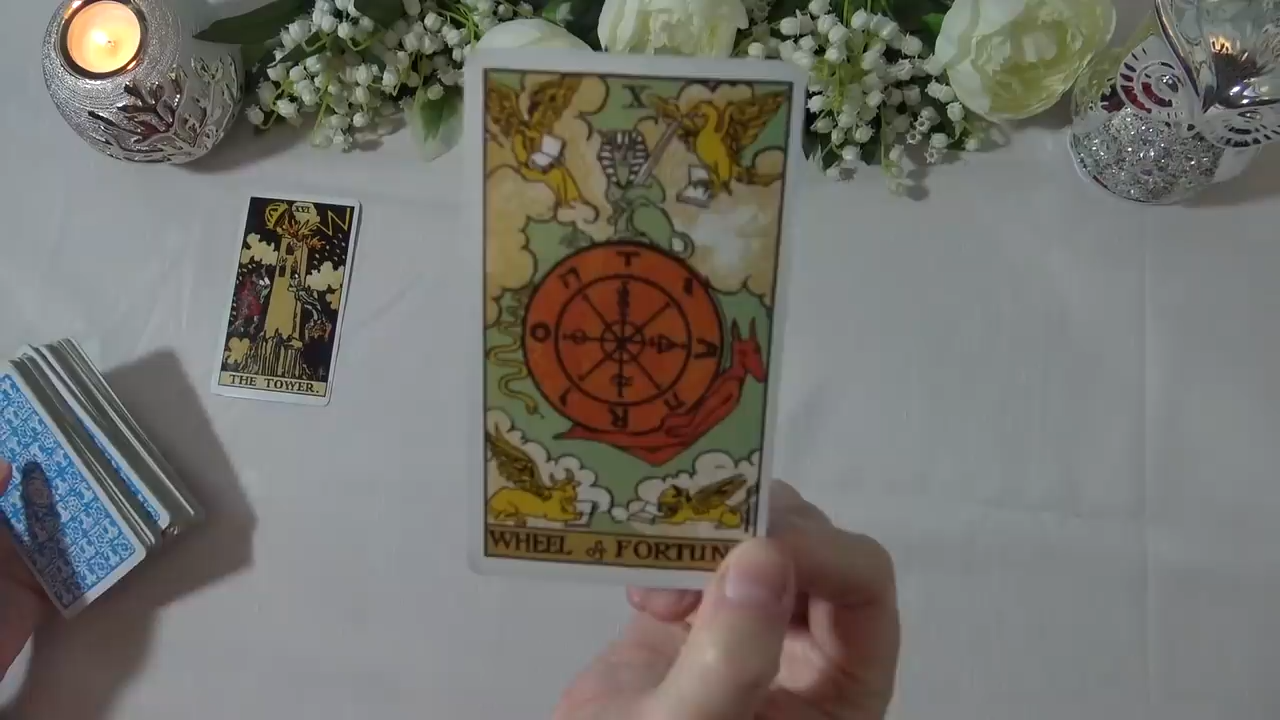 X
WHEEL of FORTUN
T
A
R
O
XVI
THE TOWER.